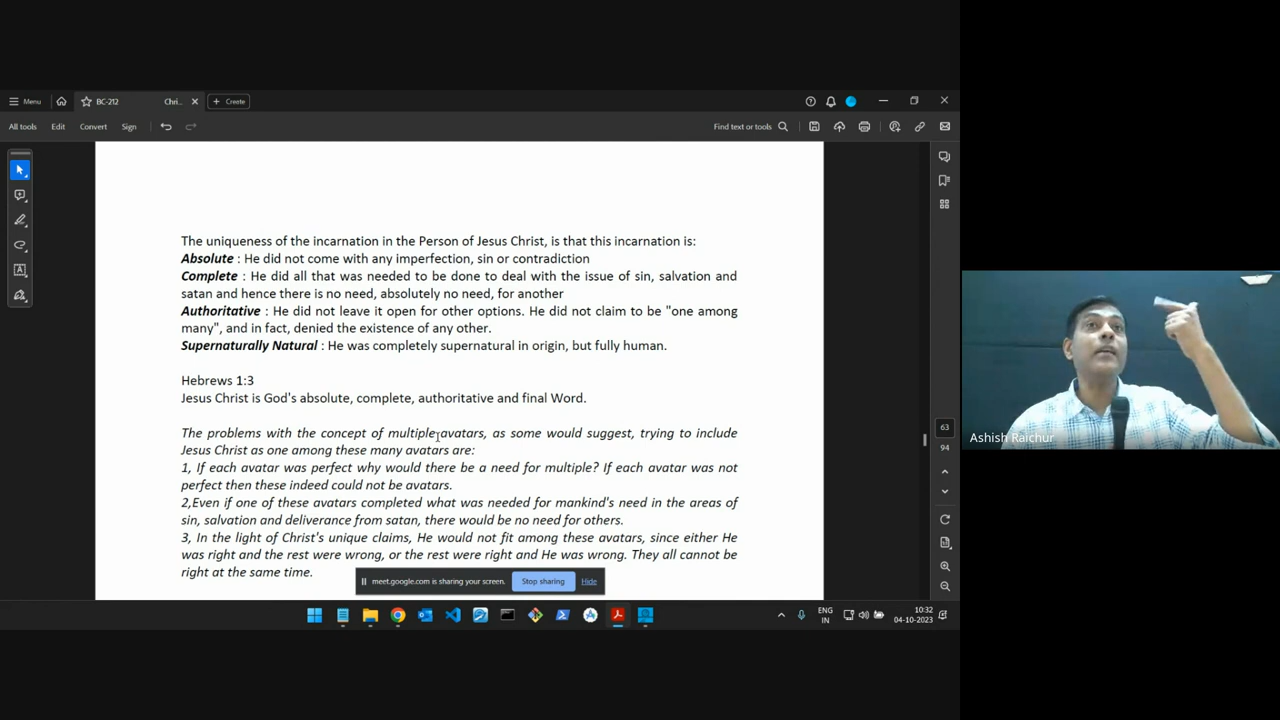 Menu
BC-212
Chri...
Create
All tools
Edit
Convert
Sign
Find text or tools
The uniqueness of the incarnation in the Person of Jesus Christ, is that this incarnation is:
Absolute : He did not come with any imperfection, sin or contradiction
Complete : He did all that was needed to be done to deal with the issue of sin, salvation and
satan and hence there is no need, absolutely no need, for another
Authoritative : He did not leave it open for other options. He did not claim to be "one among
many", and in fact, denied the existence of any other.
Supernaturally Natural : He was completely supernatural in origin, but fully human.
Hebrews 1:3
Jesus Christ is God's absolute, complete, authoritative and final Word.
The problems with the concept of multiple avatars, as some would suggest, trying to include
Jesus Christ as one among these many avatars are:
1, If each avatar was perfect why would there be a need for multiple? If each avatar was not
perfect then these indeed could not be avatars.
2,Even if one of these avatars completed what was needed for mankind's need in the areas of
sin, salvation and deliverance from satan, there would be no need for others.
3, In the light of Christ's unique claims, He would not fit among these avatars, since either He
was right and the rest were wrong, or the rest were right and He was wrong. They all cannot be
right at the same time.
63
94
meet.google.com is sharing your screen.
Stop sharing
Hide
ENG
IN
10:32
04-10-2023
Ashish Raichur